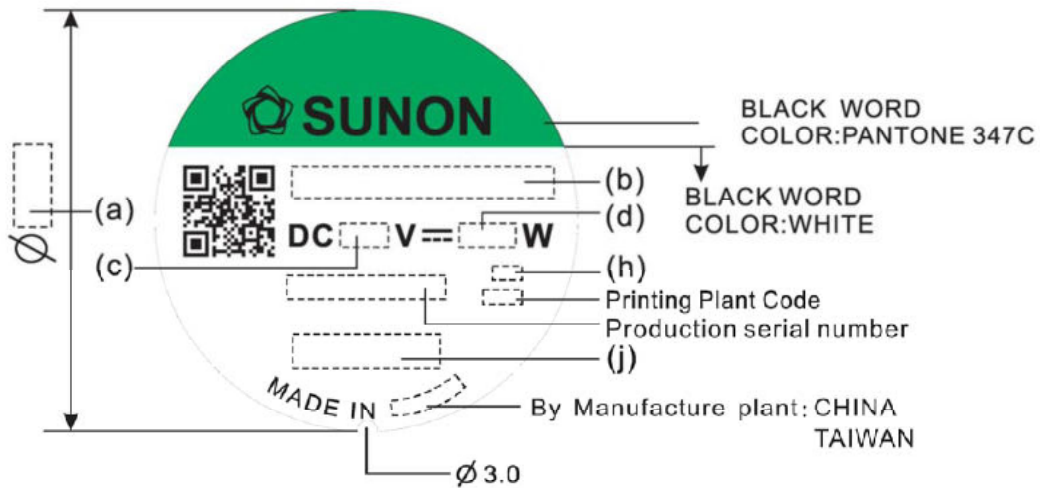 SUNON
BLACK WORD
COLOR:PANTONE 347C
(a)
(b)
BLACK WORD
COLOR:WHITE
(d)
DC V W
Ø
(c)
(h)
Printing Plant Code
Production serial number
(j)
MADE IN
By Manufacture plant: CHINA
TAIWAN
Ø 3.0